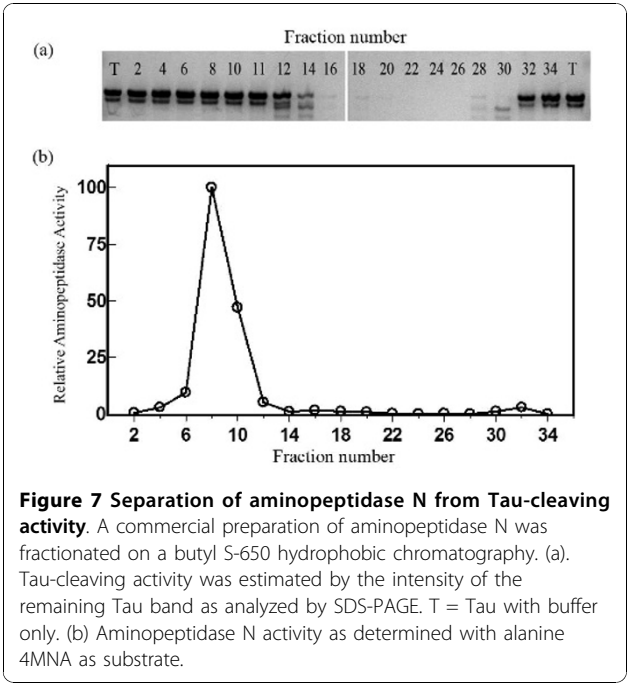 Fraction number
(a)
T 2 4 6 8 10 11 12 14 16 18 20 22 24 26 28 30 32 34 T
(b)
Relative Aminopeptidase Activity
100
75
50
25
0
2 6 10 14 18 22 26 30 34
Fraction number
Figure 7 Separation of aminopeptidase N from Tau-cleaving
activity. A commercial preparation of aminopeptidase N was
fractionated on a butyl S-650 hydrophobic chromatography. (a).
Tau-cleaving activity was estimated by the intensity of the
remaining Tau band as analyzed by SDS-PAGE. T = Tau with buffer
only. (b) Aminopeptidase N activity as determined with alanine
4MNA as substrate.